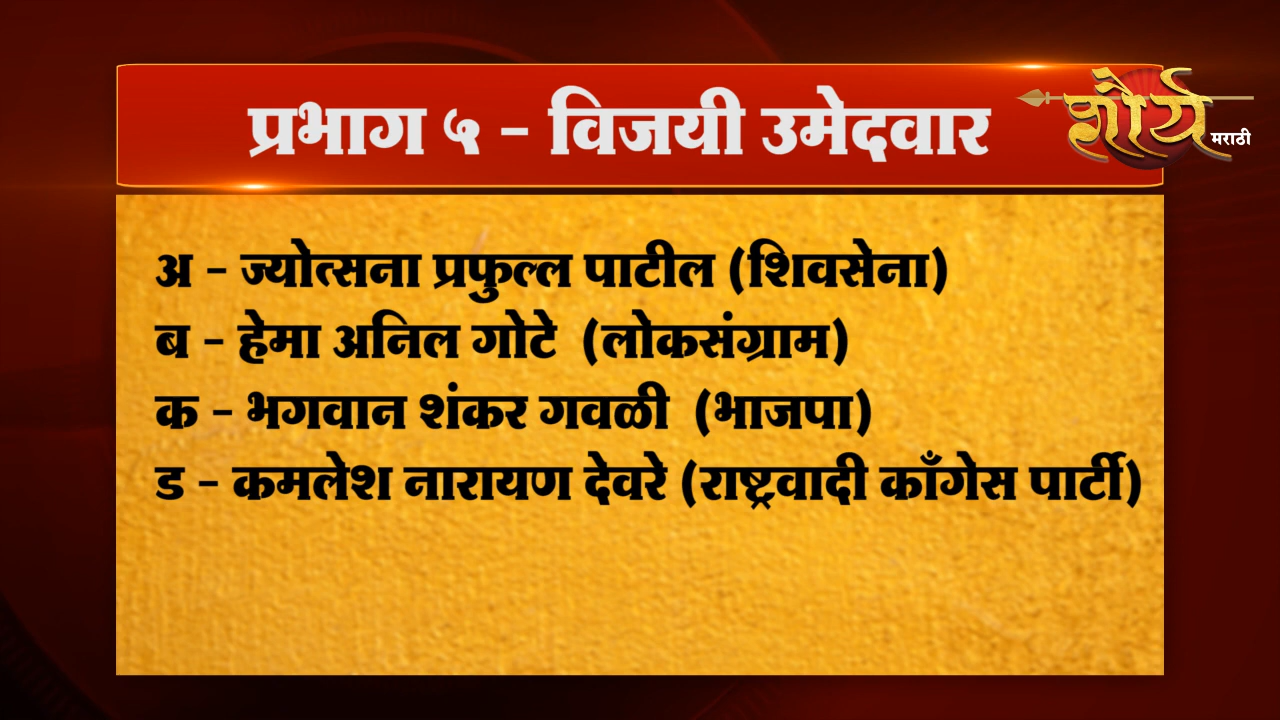 प्रभाग ५ - विजयी उमेदवार
शौर्य
मराठी
अ - ज्योत्सना प्रफुल्ल पाटील (शिवसेना)
ब - हेमा अनिल गोटे (लोकसंग्राम)
क - भगवान शंकर गवळी (भाजपा)
ड - कमलेश नारायण देवरे (राष्ट्रवादी काँगेस पार्टी)